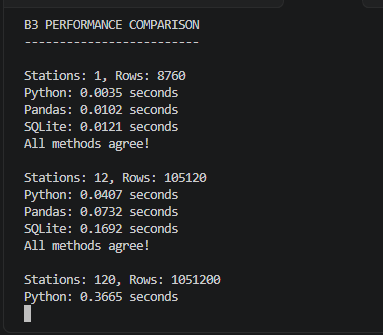 B3 PERFORMANCE COMPARISON
--------------------------
Stations: 1, Rows: 8760
Python: 0.0035 seconds
Pandas: 0.0102 seconds
SQLite: 0.0121 seconds
All methods agree!
Stations: 12, Rows: 105120
Python: 0.0407 seconds
Pandas: 0.0732 seconds
SQLite: 0.1692 seconds
All methods agree!
Stations: 120, Rows: 1051200
Python: 0.3665 seconds